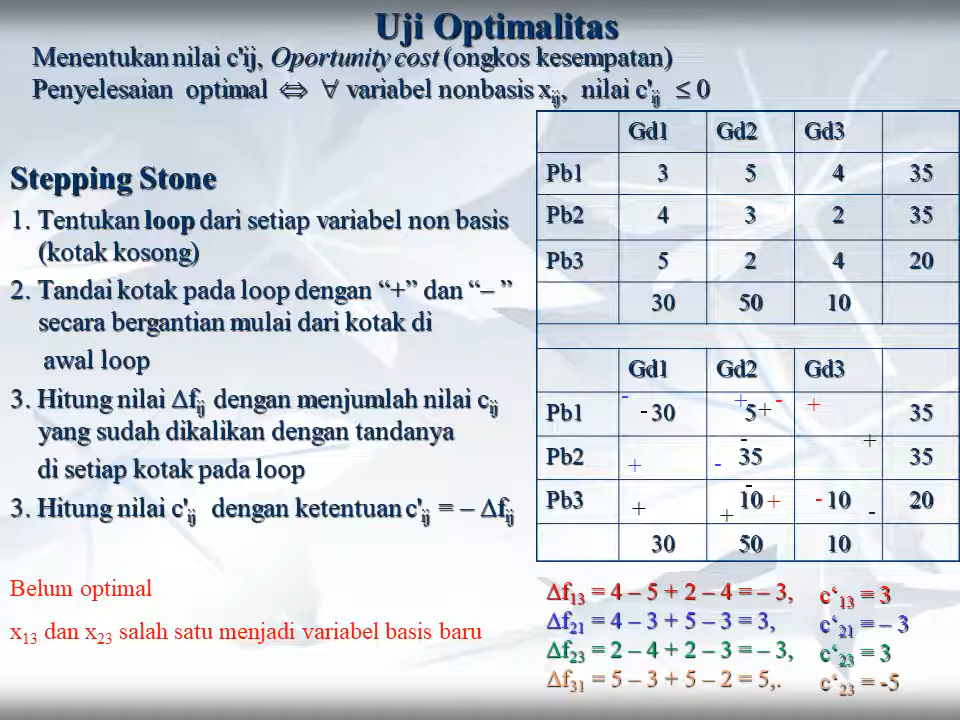 Uji Optimalitas
Menentukan nilai c'ij, Oportunity cost (ongkos kesempatan)
Penyelesaian optimal ⇔ ∀ variabel nonbasis xij, nilai c'ij ≤ 0
Stepping Stone
1. Tentukan loop dari setiap variabel non basis
(kotak kosong)
2. Tandai kotak pada loop dengan “+” dan “– ”
secara bergantian mulai dari kotak di
awal loop
3. Hitung nilai Δfij dengan menjumlah nilai cij
yang sudah dikalikan dengan tandanya
di setiap kotak pada loop
3. Hitung nilai c'ij dengan ketentuan c'ij = – Δfij
Belum optimal
x13 dan x23 salah satu menjadi variabel basis baru
Gd1 Gd2 Gd3
Pb1 3 5 4 35
Pb2 4 3 2 35
Pb3 5 2 4 20
30 50 10
Gd1 Gd2 Gd3
- + - +
Pb1 - 30 5 + 35
- +
Pb2 + - 35 35
-
Pb3 + + 10 + - 10 - 20
30 50 10
Δf13 = 4 – 5 + 2 – 4 = – 3, c‘13 = 3
Δf21 = 4 – 3 + 5 – 3 = 3, c‘21 = – 3
Δf23 = 2 – 4 + 2 – 3 = – 3, c‘23 = 3
Δf31 = 5 – 3 + 5 – 2 = 5,. c‘23 = -5